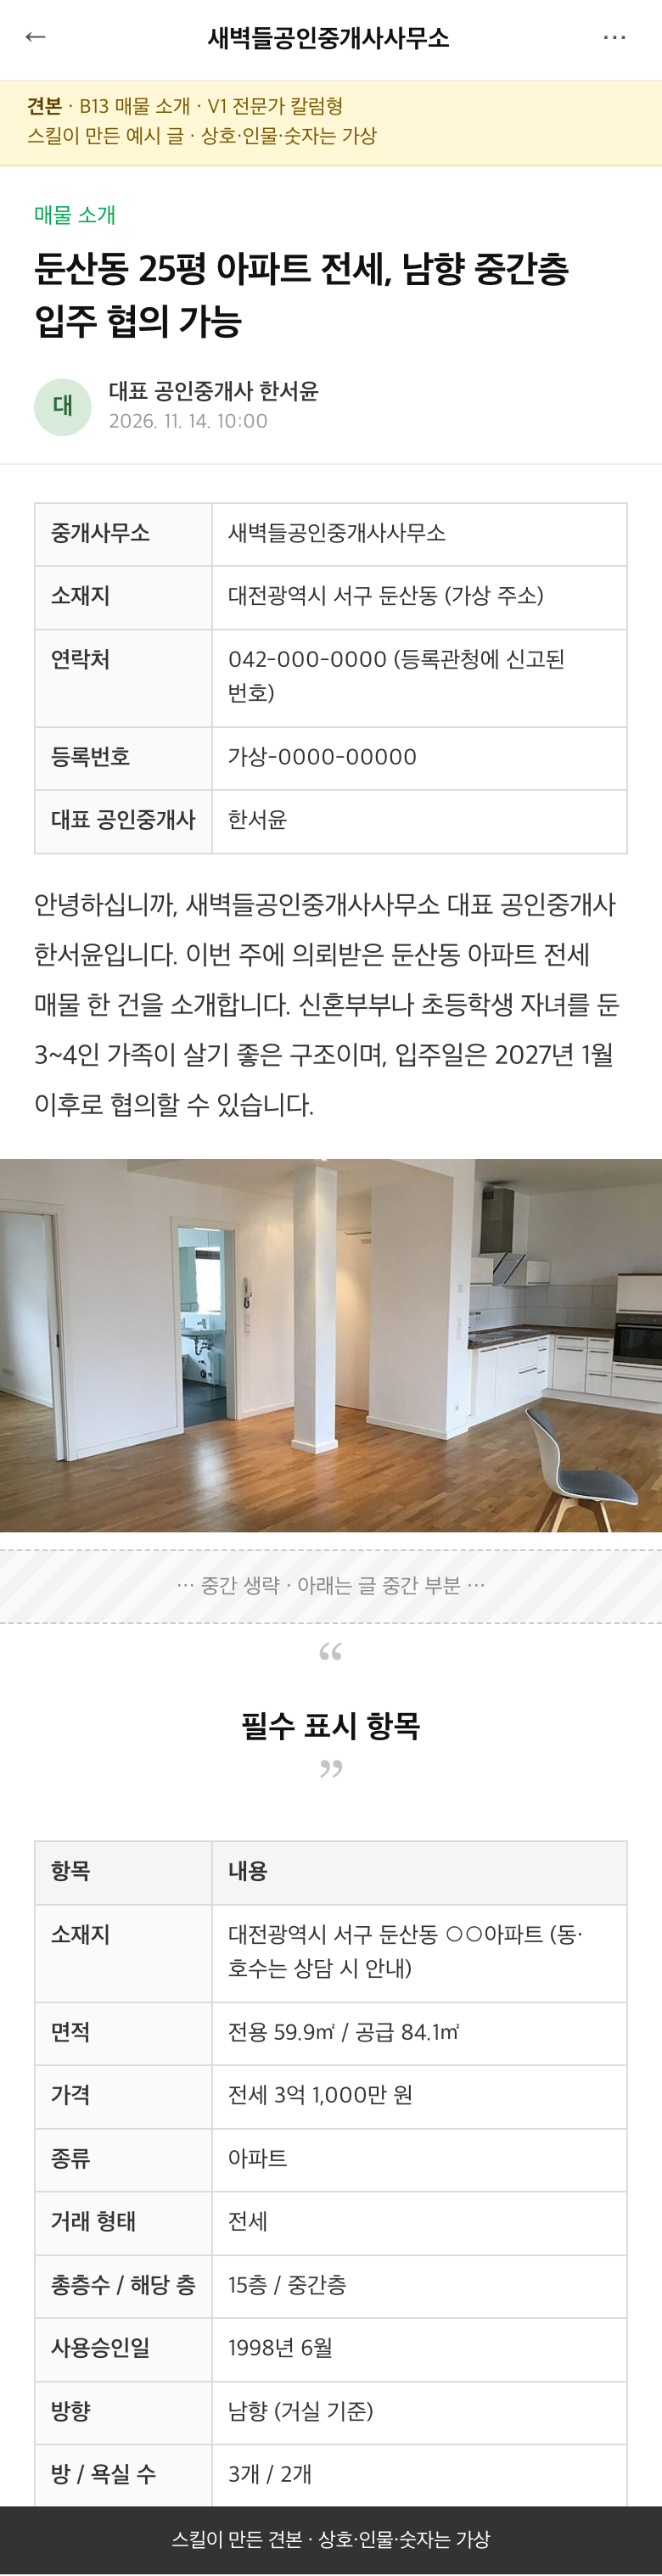 ← 새벽들공인중개사사무소 ···
견본 · B13 매물 소개 · V1 전문가 칼럼형
스킬이 만든 예시 글 · 상호·인물·숫자는 가상
매물 소개
둔산동 25평 아파트 전세, 남향 중간층
입주 협의 가능
대
대표 공인중개사 한서윤
2026. 11. 14. 10:00
중개사무소 새벽들공인중개사사무소
소재지 대전광역시 서구 둔산동 (가상 주소)
연락처 042-000-0000 (등록관청에 신고된
번호)
등록번호 가상-0000-00000
대표 공인중개사 한서윤
안녕하십니까, 새벽들공인중개사사무소 대표 공인중개사
한서윤입니다. 이번 주에 의뢰받은 둔산동 아파트 전세
매물 한 건을 소개합니다. 신혼부부나 초등학생 자녀를 둔
3~4인 가족이 살기 좋은 구조이며, 입주일은 2027년 1월
이후로 협의할 수 있습니다.
··· 중간 생략 · 아래는 글 중간 부분 ···
“
필수 표시 항목
”
항목 내용
소재지 대전광역시 서구 둔산동 ○○아파트 (동·
호수는 상담 시 안내)
면적 전용 59.9㎡ / 공급 84.1㎡
가격 전세 3억 1,000만 원
종류 아파트
거래 형태 전세
총층수 / 해당 층 15층 / 중간층
사용승인일 1998년 6월
방향 남향 (거실 기준)
방 / 욕실 수 3개 / 2개
스킬이 만든 견본 · 상호·인물·숫자는 가상